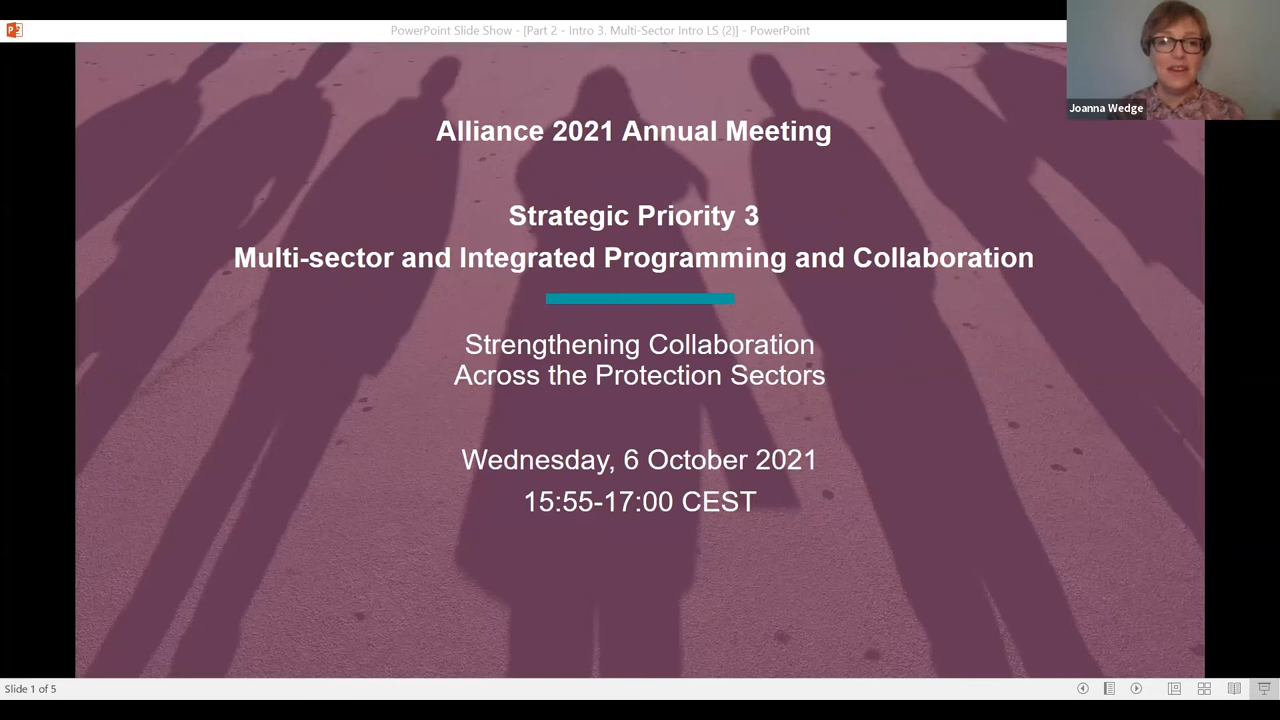 PowerPoint Slide Show - [Part 2 - Intro 3. Multi-Sector Intro LS (2)] - PowerPoint
Joanna Wedge
Alliance 2021 Annual Meeting
Strategic Priority 3
Multi-sector and Integrated Programming and Collaboration
Strengthening Collaboration
Across the Protection Sectors
Wednesday, 6 October 2021
15:55-17:00 CEST
Slide 1 of 5